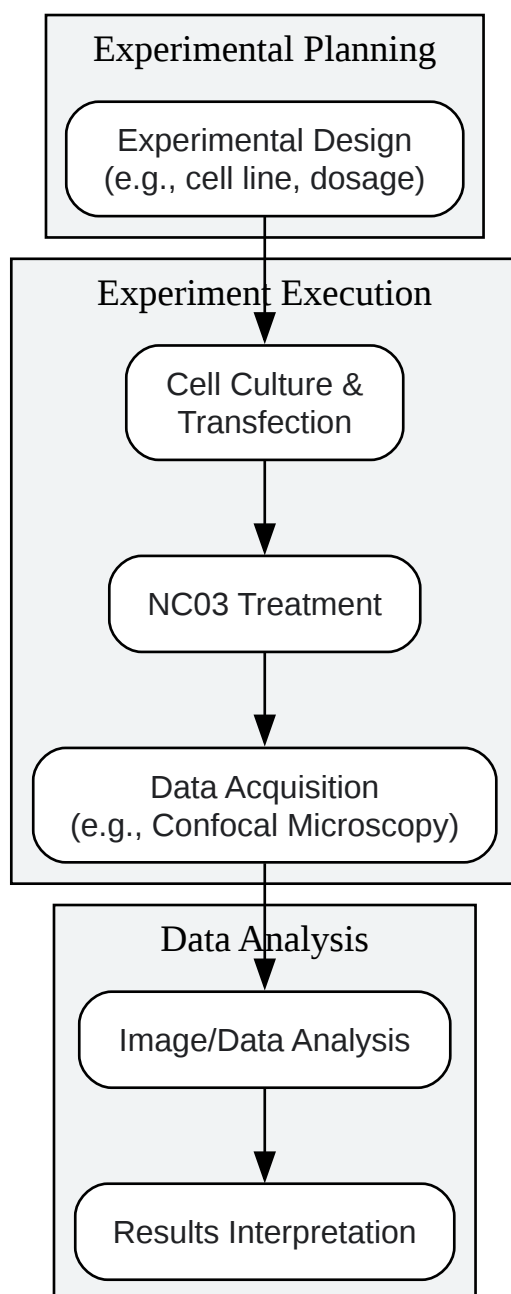 Experimental Planning
Experimental Design
(e.g., cell line, dosage)
Experiment Execution
Cell Culture &
Transfection
NC03 Treatment
Data Acquisition
(e.g., Confocal Microscopy)
Data Analysis
Image/Data Analysis
Results Interpretation